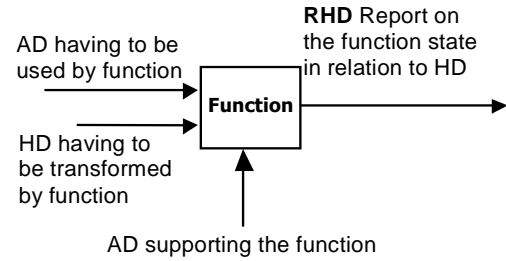 RHD Report on
the function state
in relation to HD
AD having to be
used by function
Function
HD having to
be transformed
by function
AD supporting the function